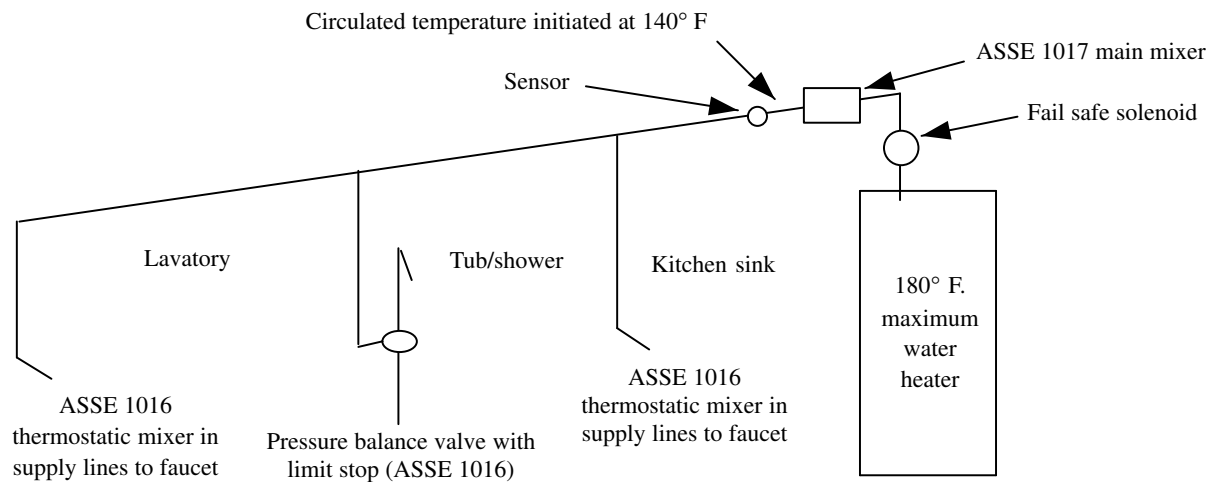 Circulated temperature initiated at 140° F
ASSE 1017 main mixer
Sensor
Fail safe solenoid
Lavatory
Tub/shower
Kitchen sink
180° F.
maximum
water
heater
ASSE 1016
thermostatic mixer in
supply lines to faucet
Pressure balance valve with
limit stop (ASSE 1016)
ASSE 1016
thermostatic mixer in
supply lines to faucet